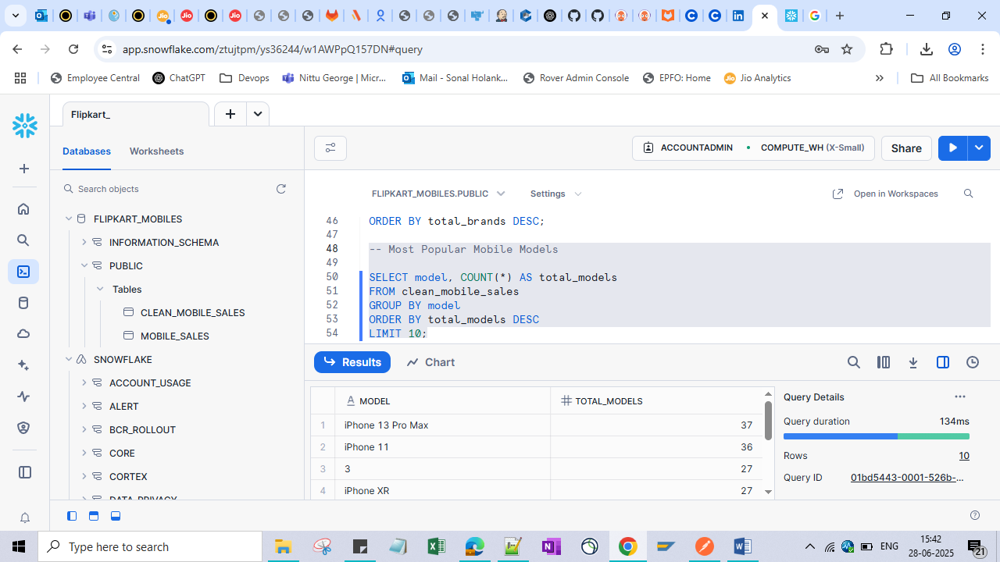 app.snowflake.com/ztujtpm/ys36244/w1AWPpQ157DN#query
Employee Central
ChatGPT
Devops
Nittu George | Micr...
Mail - Sonal Holank...
Rover Admin Console
EPFO: Home
Jio Analytics
All Bookmarks
Flipkart_
Databases
Worksheets
ACCOUNTADMIN
COMPUTE_WH (X-Small)
Share
Search objects
FLIPKART_MOBILES.PUBLIC
Settings
Open in Workspaces
FLIPKART_MOBILES
INFORMATION_SCHEMA
PUBLIC
Tables
CLEAN_MOBILE_SALES
MOBILE_SALES
SNOWFLAKE
ACCOUNT_USAGE
ALERT
BCR_ROLLOUT
CORE
CORTEX
DATA_PRIVACY
46 ORDER BY total_brands DESC;
47
48 -- Most Popular Mobile Models
49
50 SELECT model, COUNT(*) AS total_models
51 FROM clean_mobile_sales
52 GROUP BY model
53 ORDER BY total_models DESC
54 LIMIT 10;
Results
Chart
MODEL TOTAL_MODELS
1 iPhone 13 Pro Max 37
2 iPhone 11 36
3 3 27
4 iPhone XR 27
Query Details
Query duration 134ms
Rows 10
Query ID 01bd5443-0001-526b-...
Type here to search
ENG
15:42
28-06-2025
21